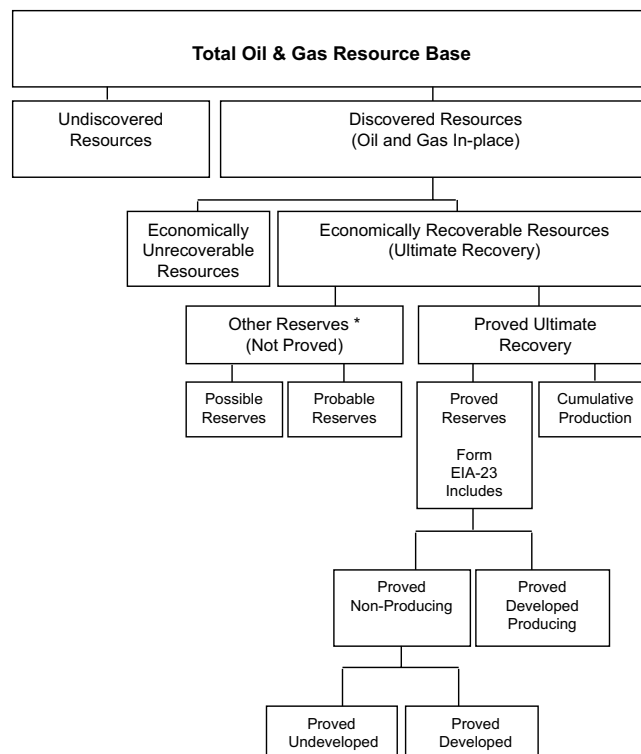 Total Oil & Gas Resource Base
Undiscovered
Resources
Discovered Resources
(Oil and Gas In-place)
Economically
Unrecoverable
Resources
Economically Recoverable Resources
(Ultimate Recovery)
Other Reserves *
(Not Proved)
Proved Ultimate
Recovery
Possible
Reserves
Probable
Reserves
Proved
Reserves
Form
EIA-23
Includes
Cumulative
Production
Proved
Non-Producing
Proved
Developed
Producing
Proved
Undeveloped
Proved
Developed